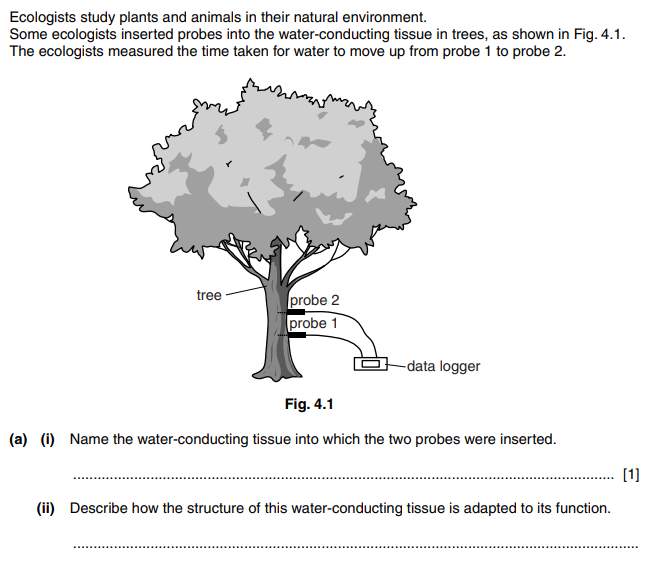 Ecologists study plants and animals in their natural environment.
Some ecologists inserted probes into the water-conducting tissue in trees, as shown in Fig. 4.1.
The ecologists measured the time taken for water to move up from probe 1 to probe 2.
tree
probe 2
probe 1
data logger
Fig. 4.1
(a) (i) Name the water-conducting tissue into which the two probes were inserted.
[1]
(ii) Describe how the structure of this water-conducting tissue is adapted to its function.